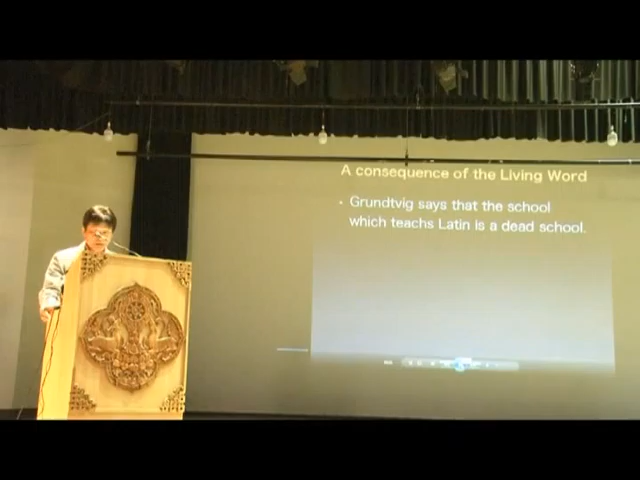 A consequence of the Living Word
- Grundtvig says that the school
which teachs Latin is a dead school.